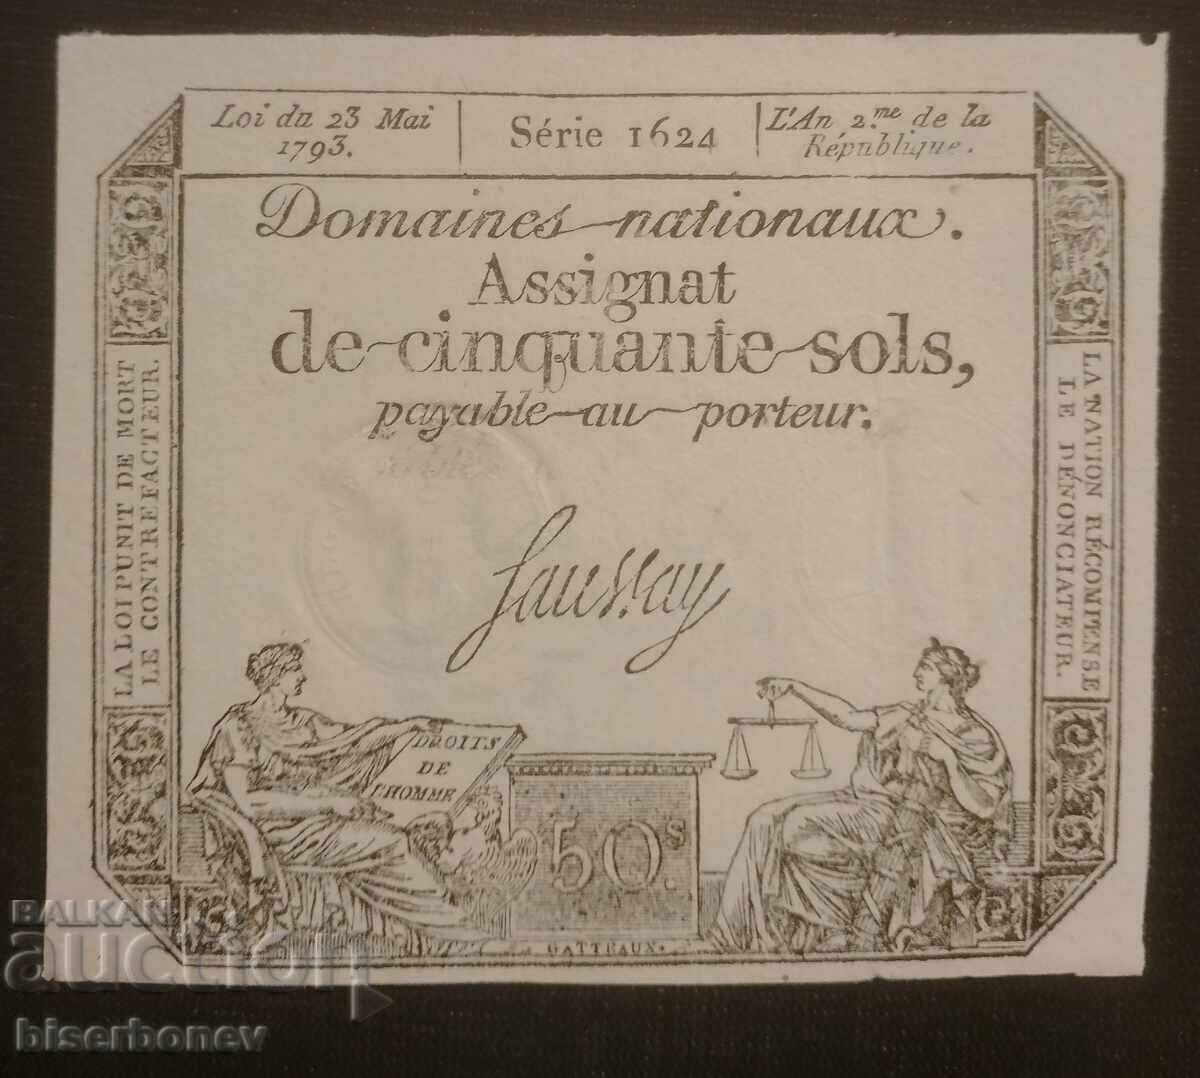 Loi du 23 Mai
1793.
Série 1624
L'An 2.me de la
République.
Domaines nationaux.
Assignat
de cinquante sols,
payable au porteur.
Saussay
LA LOI PUNIT DE MORT
LE CONTREFACTEUR.
LA NATION RÉCOMPENSE
LE DÉNONCIATEUR.
DROITS
DE
L'HOMME
50.s
GATTEAUX.
BALKAN
auction
biserbonev